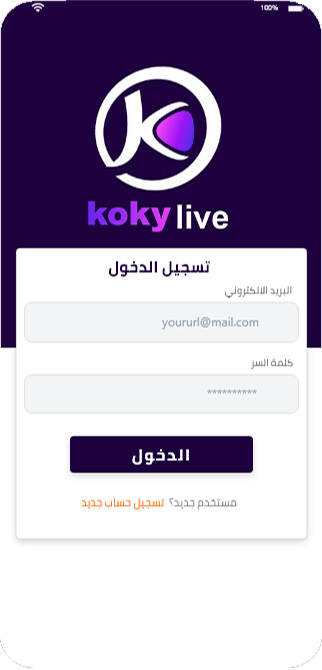 100%
koky live
تسجيل الدخول
البريد الالكتروني
yoururl@mail.com
كلمة السر
**********
الدخول
مستخدم جديد؟ تسجيل حساب جديد